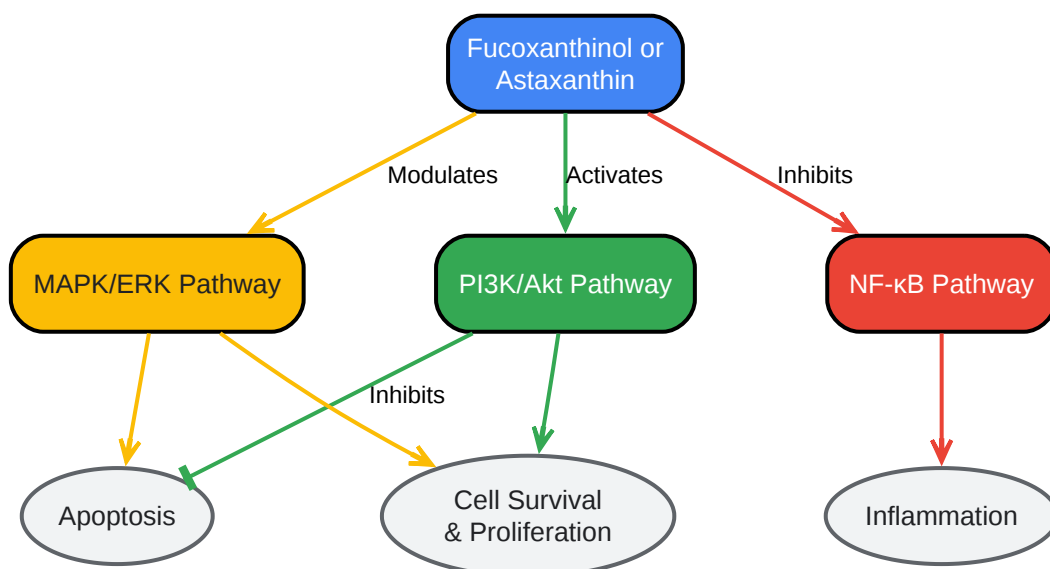 Fucoxanthinol or
Astaxanthin
Modulates
Activates
Inhibits
MAPK/ERK Pathway
PI3K/Akt Pathway
NF-κB Pathway
Inhibits
Apoptosis
Cell Survival
& Proliferation
Inflammation